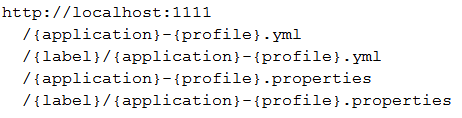 http://localhost:1111
/{application}-{profile}.yml
/{label}/{application}-{profile}.yml
/{application}-{profile}.properties
/{label}/{application}-{profile}.properties